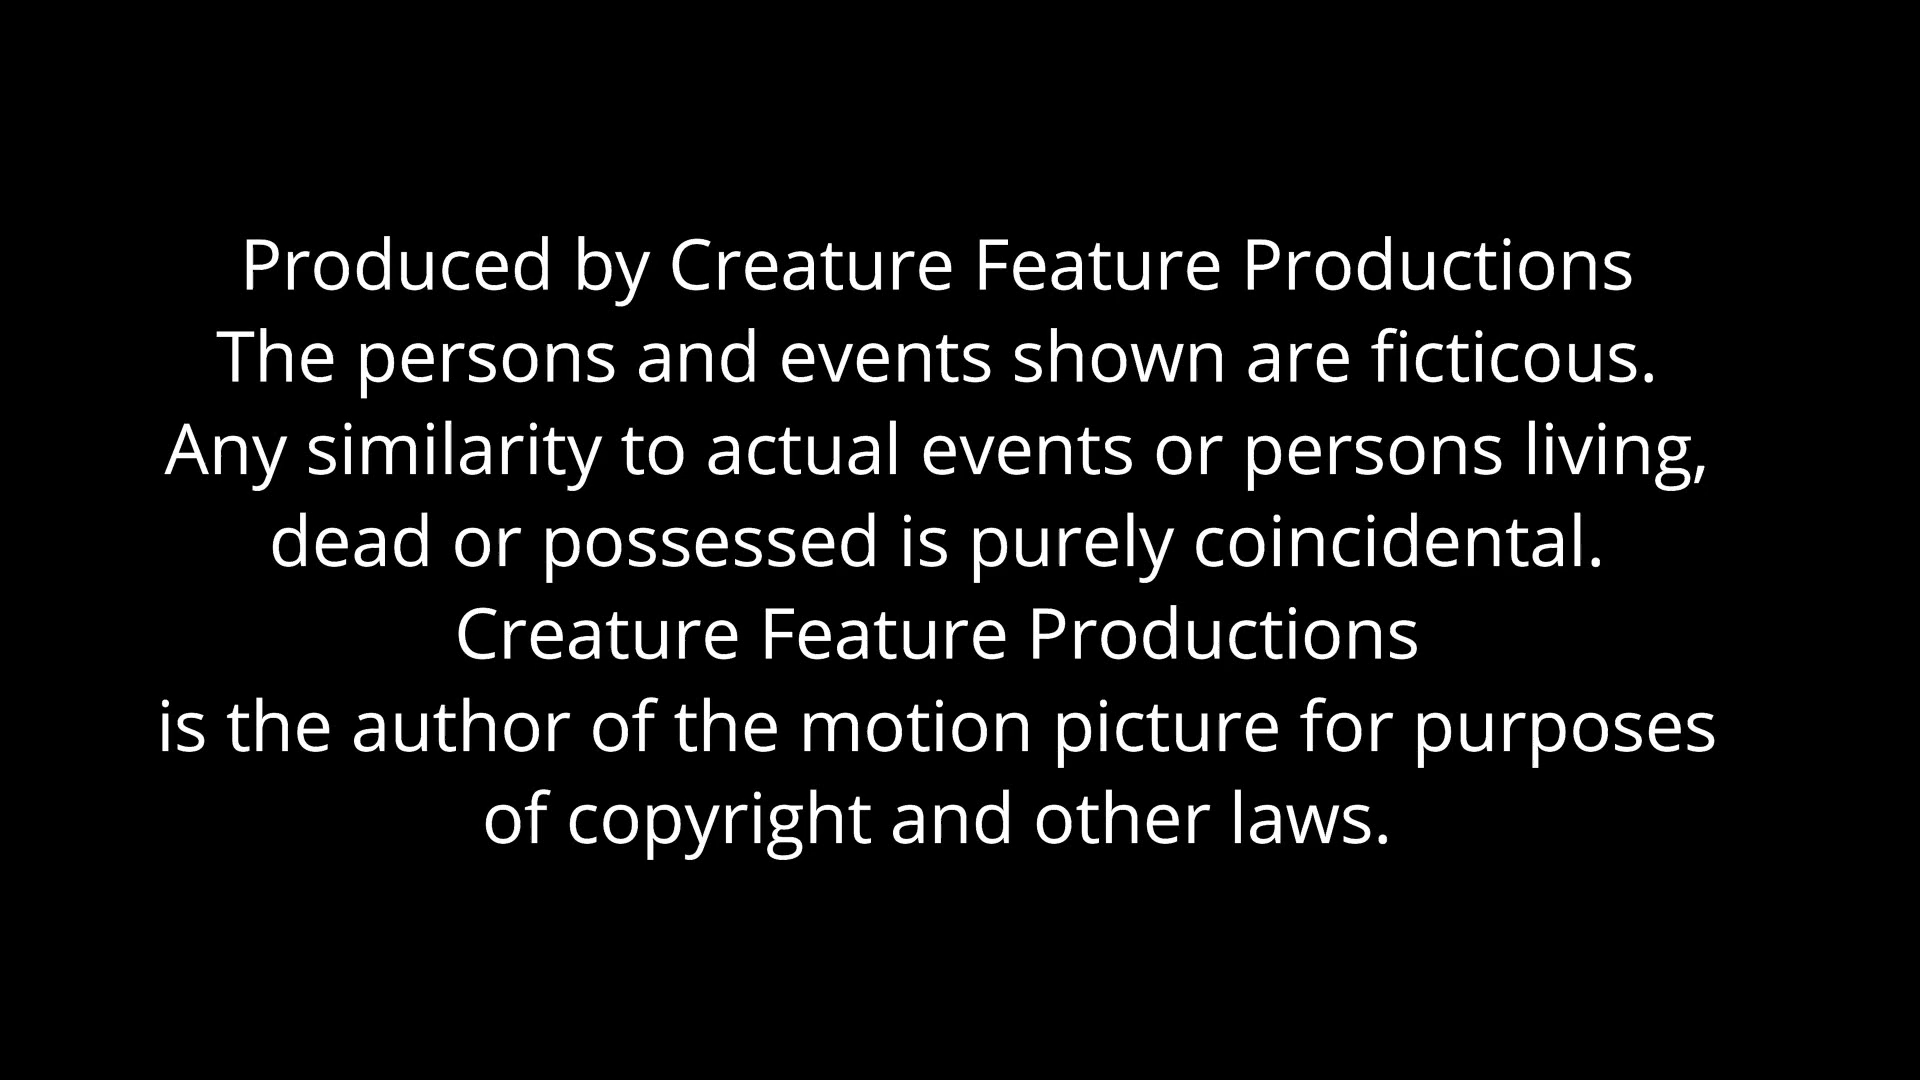 Produced by Creature Feature Productions
The persons and events shown are ficticous.
Any similarity to actual events or persons living,
dead or possessed is purely coincidental.
Creature Feature Productions
is the author of the motion picture for purposes
of copyright and other laws.